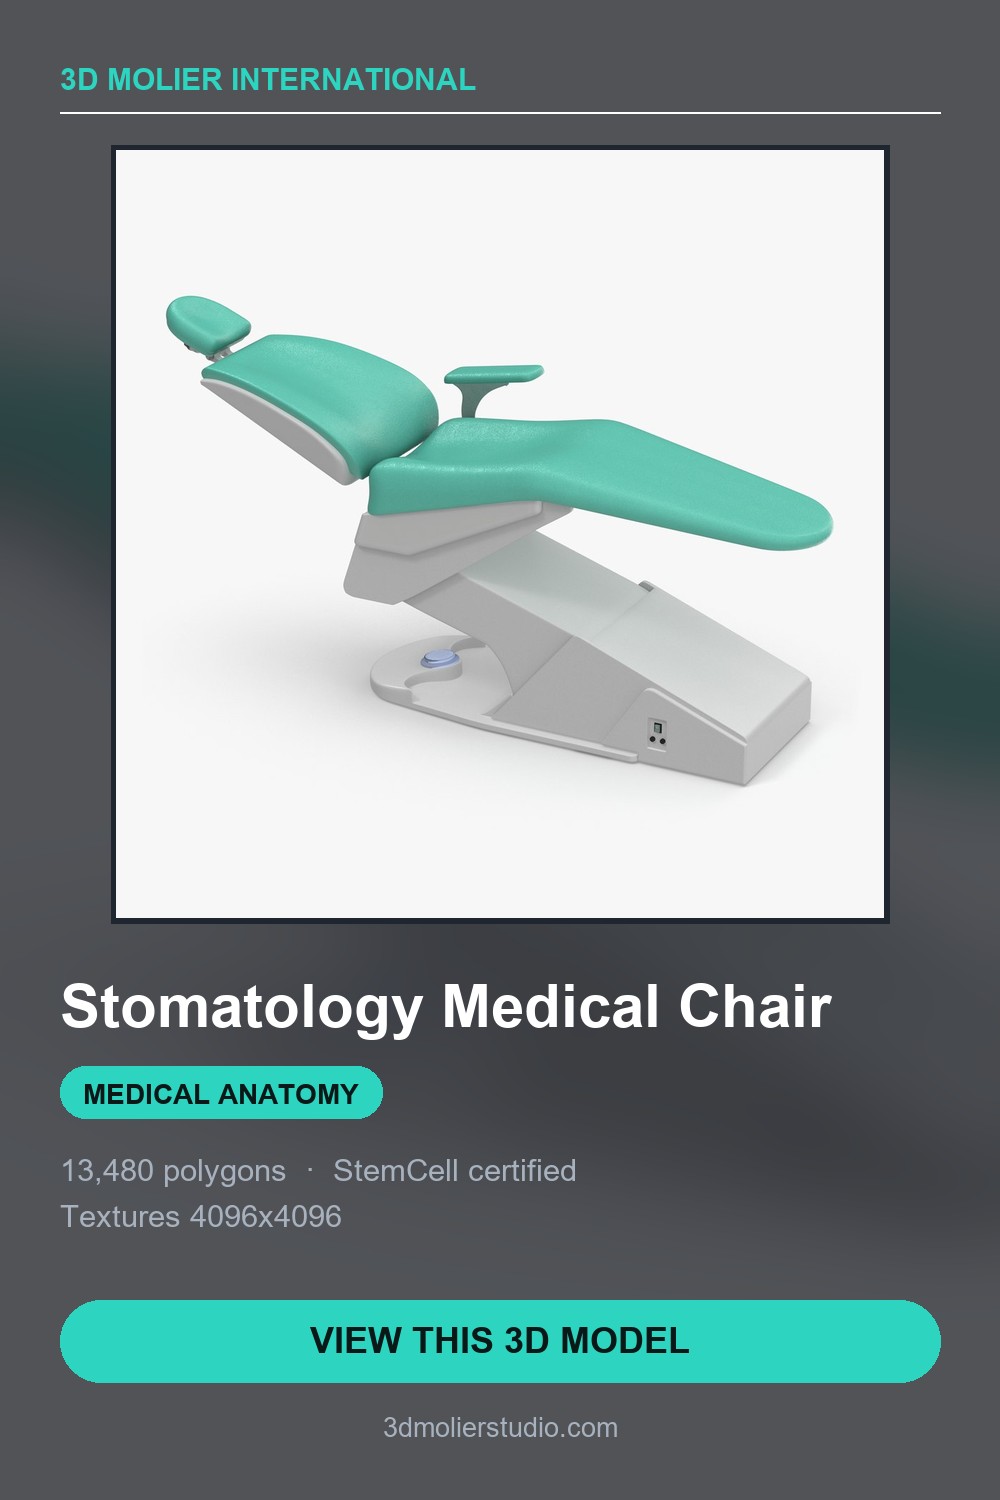 3D MOLIER INTERNATIONAL
Stomatology Medical Chair
MEDICAL ANATOMY
13,480 polygons · StemCell certified
Textures 4096x4096
VIEW THIS 3D MODEL
3dmolierstudio.com